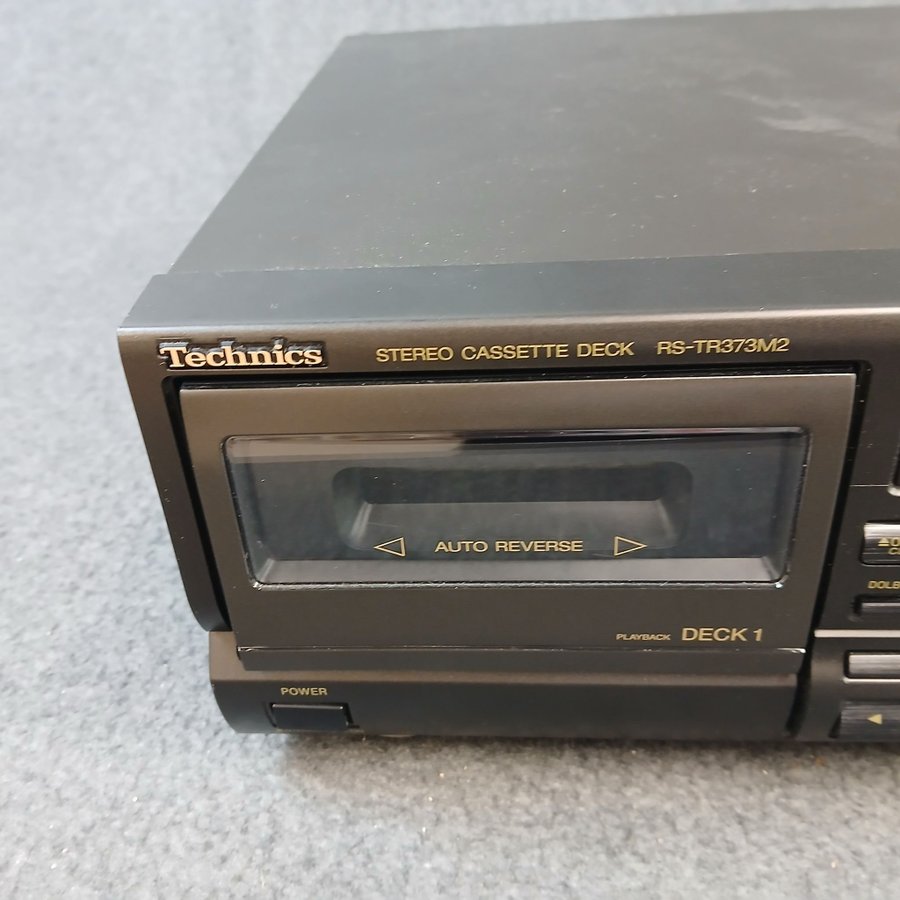 Technics STEREO CASSETTE DECK RS-TR373M2
AUTO REVERSE
PLAYBACK DECK 1
POWER